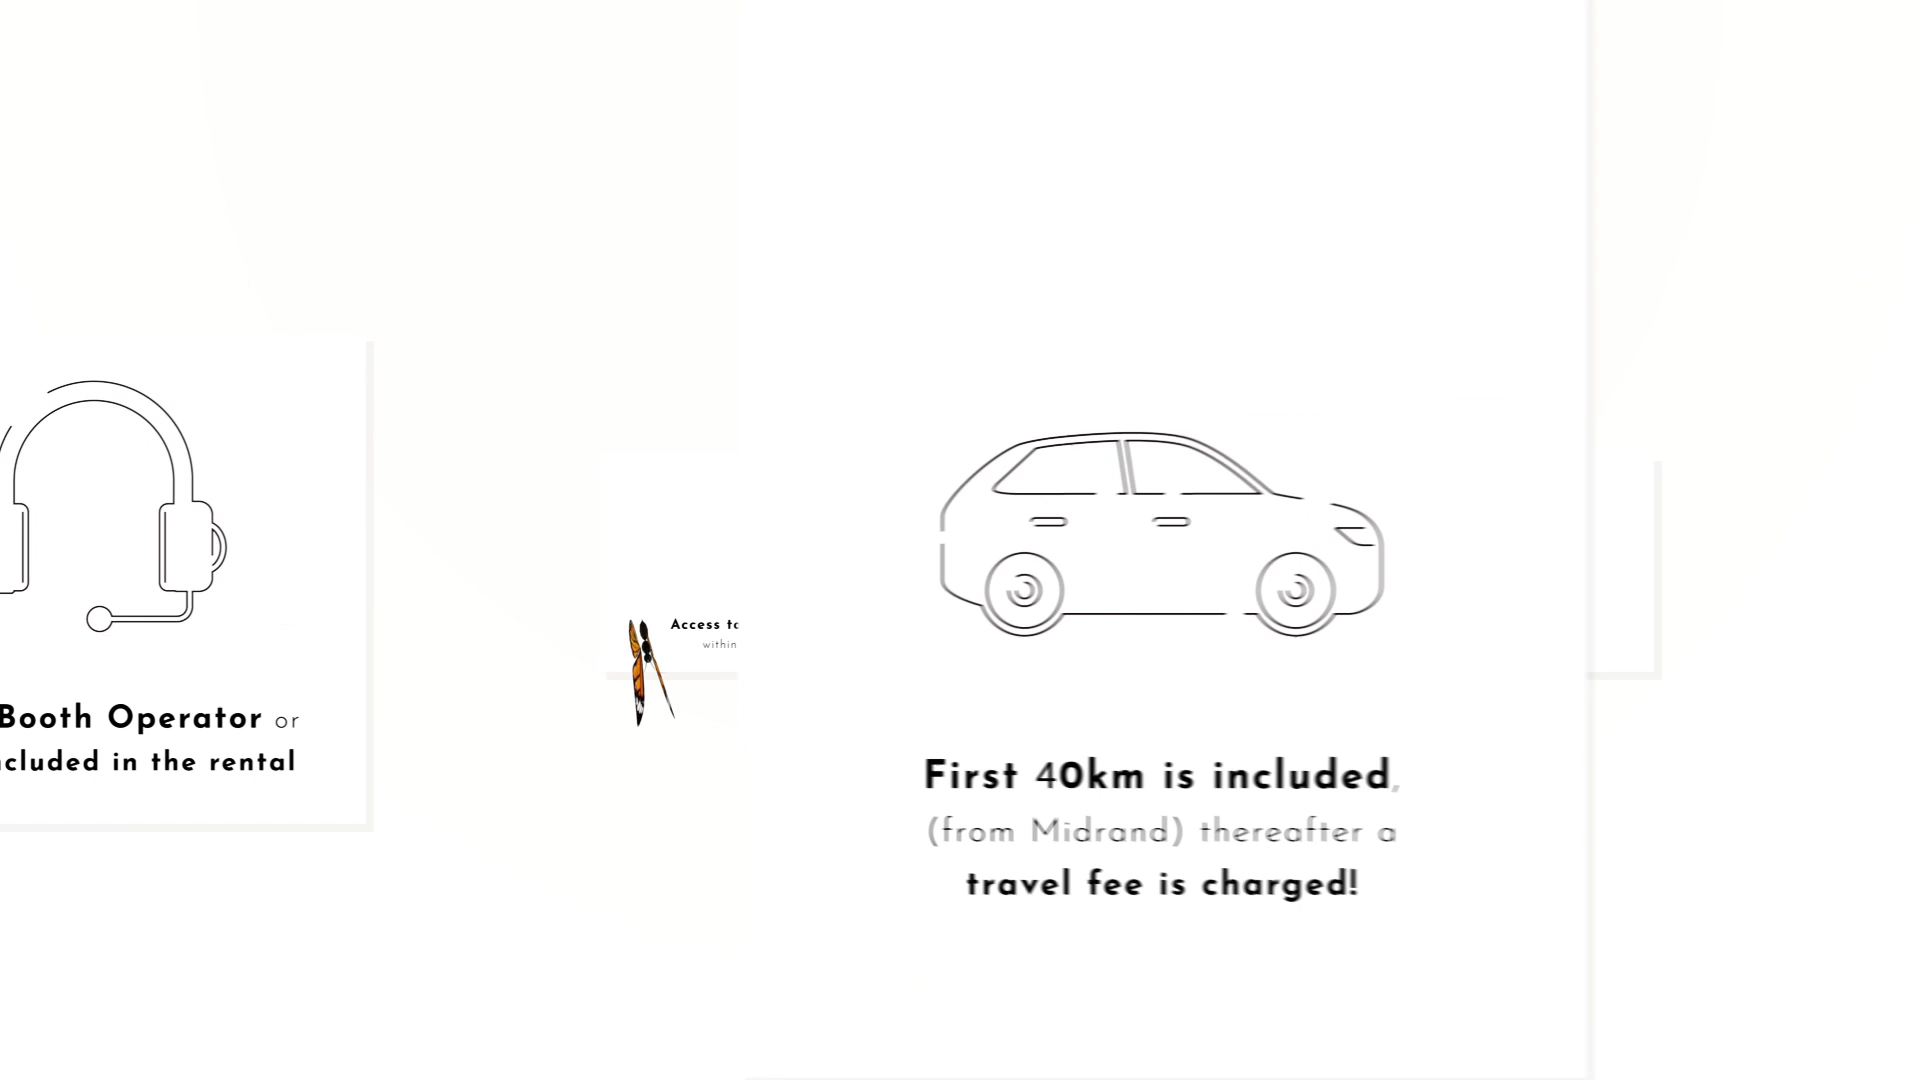 Booth Operator or
included in the rental
Access to
within
First 40km is included,
(from Midrand) thereafter a
travel fee is charged!